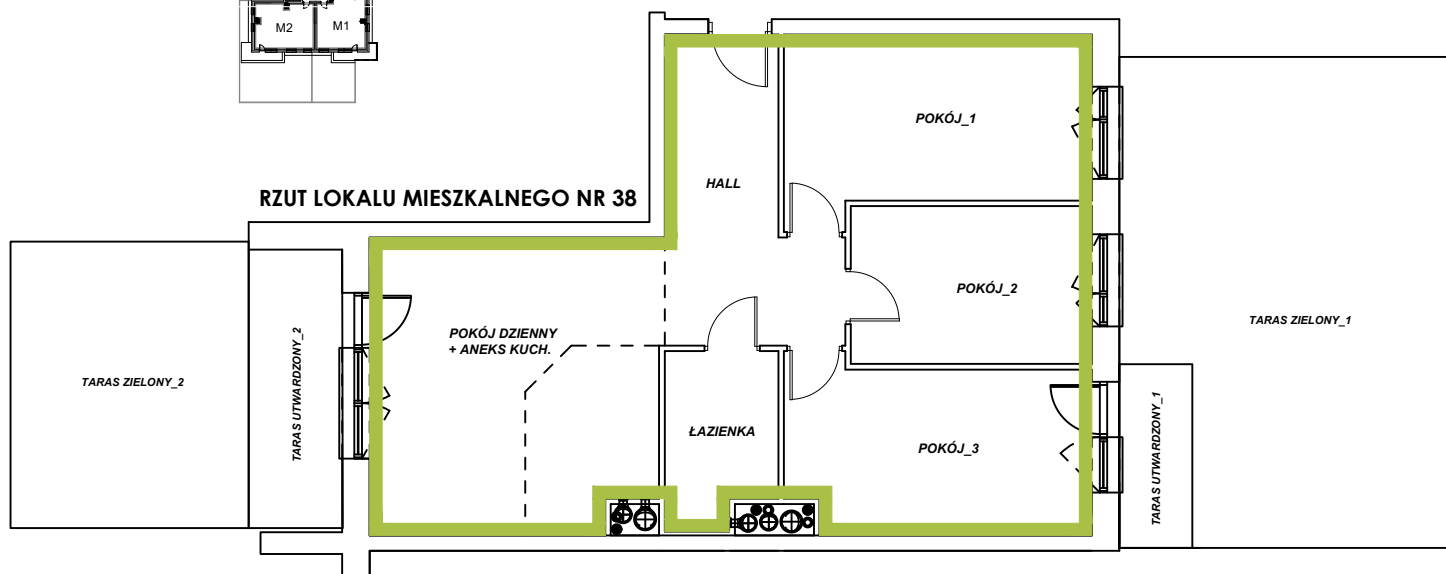 M2
M1
RZUT LOKALU MIESZKALNEGO NR 38
POKÓJ_1
HALL
POKÓJ_2
POKÓJ DZIENNY
+ ANEKS KUCH.
TARAS ZIELONY_1
TARAS ZIELONY_2
TARAS UTWARDZONY_2
ŁAZIENKA
POKÓJ_3
TARAS UTWARDZONY_1